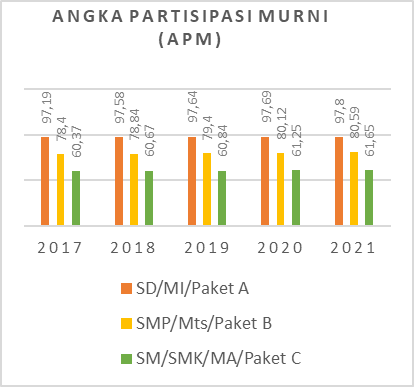 ANGKA PARTISIPASI MURNI
(APM)
97,19 78,4 60,37 97,58 78,84 60,67 97,64 79,4 60,84 97,69 80,12 61,25 97,8 80,59 61,65
2017 2018 2019 2020 2021
SD/MI/Paket A
SMP/Mts/Paket B
SM/SMK/MA/Paket C